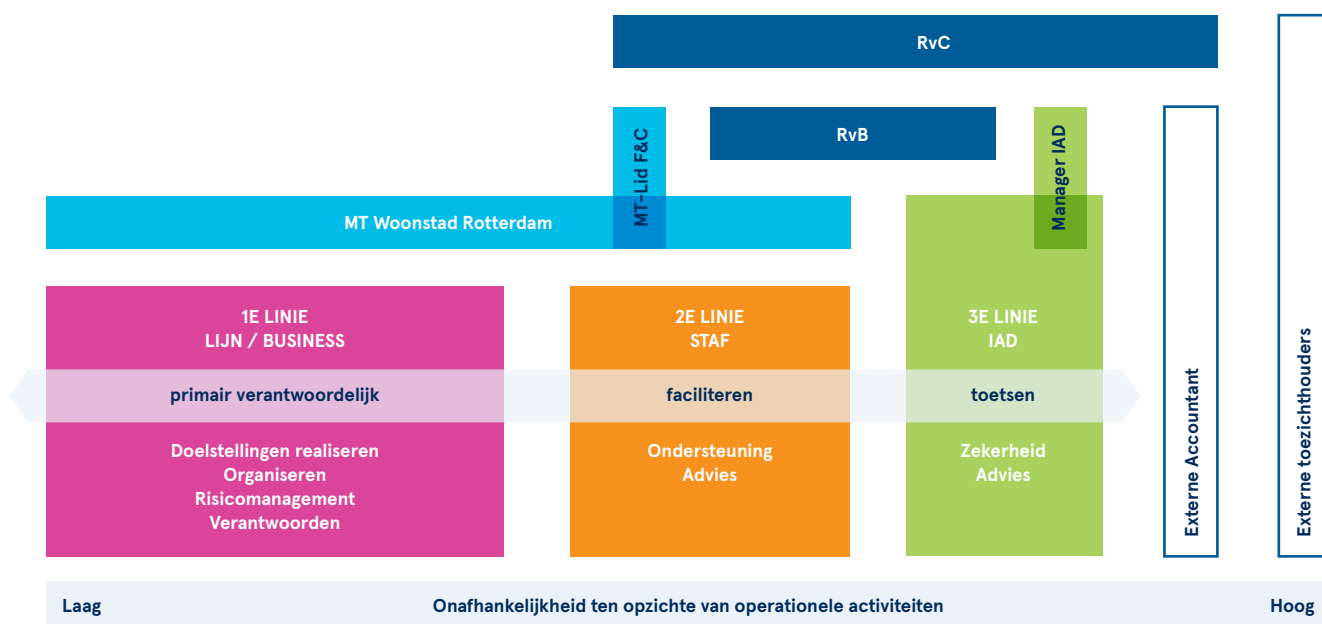 RvC
RvB
MT-Lid F&C
Manager IAD
MT Woonstad Rotterdam
1E LINIE
LIJN / BUSINESS
primair verantwoordelijk
Doelstellingen realiseren
Organiseren
Risicomanagement
Verantwoorden
2E LINIE
STAF
faciliteren
Ondersteuning
Advies
3E LINIE
IAD
toetsen
Zekerheid
Advies
Externe Accountant
Externe toezichthouders
Laag
Onafhankelijkheid ten opzichte van operationele activiteiten
Hoog